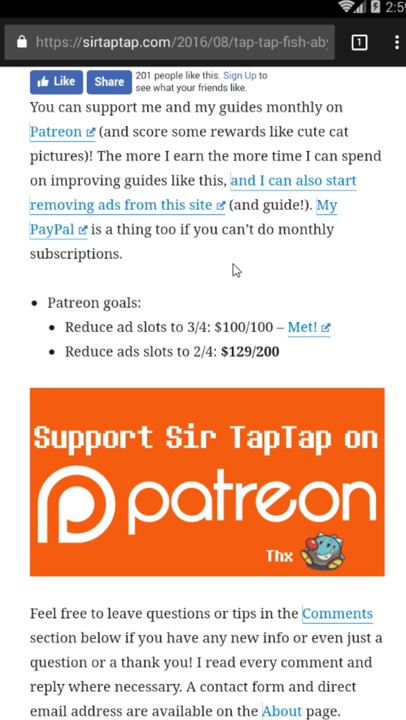 2:5
https://sirtaptap.com/2016/08/tap-tap-fish-aby
1
Like Share 201 people like this. Sign Up to
see what your friends like.
You can support me and my guides monthly on
Patreon (and score some rewards like cute cat
pictures)! The more I earn the more time I can spend
on improving guides like this, and I can also start
removing ads from this site (and guide!). My
PayPal is a thing too if you can’t do monthly
subscriptions.
• Patreon goals:
• Reduce ad slots to 3/4: $100/100 – Met!
• Reduce ads slots to 2/4: $129/200
Support Sir TapTap on
patreon
Thx
Feel free to leave questions or tips in the Comments
section below if you have any new info or even just a
question or a thank you! I read every comment and
reply where necessary. A contact form and direct
email address are available on the About page.